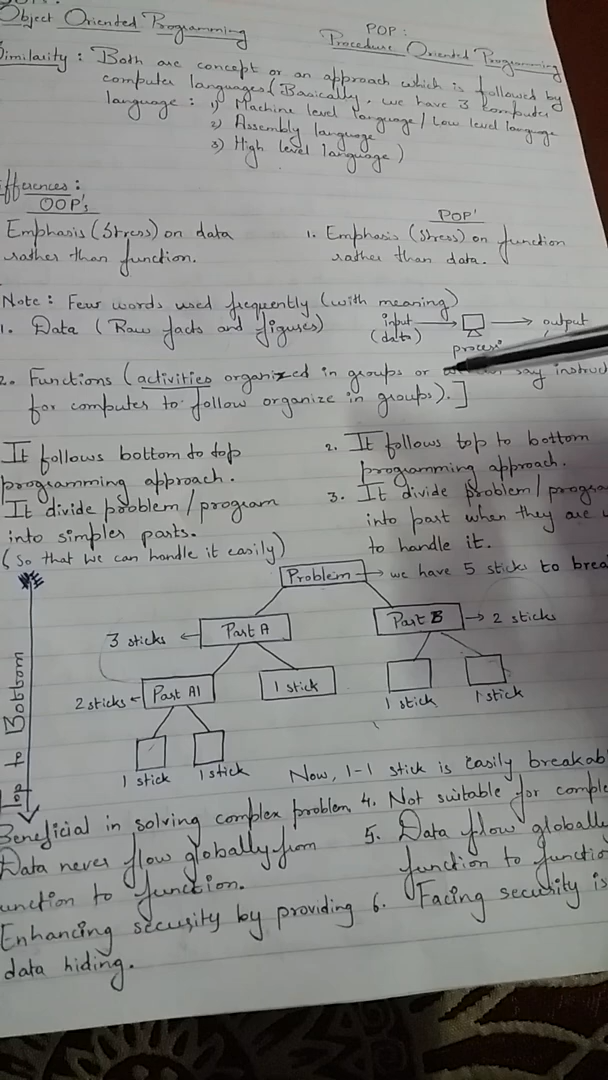 Object Oriented Programming
POP:
Procedure Oriented Programming
Similarity: Both are concept or an approach which is followed by
computer languages (Basically, we have 3 computer
language: 1) Machine level language / Low level language
2) Assembly language
3) High level language)
ifferences:
OOP's
Emphasis (Stress) on data
rather than function.
POP'
1. Emphasis (Stress) on function
rather than data.
Note: Few words used frequently (with meaning)
1. Data (Raw facts and figures)
input
(data)
output
process
2. Functions (activities organized in groups or say instruc
for computer to follow organize in groups).]
It follows bottom to top
programming approach.
It divide problem / program
into simpler parts.
(So that we can handle it easily)
2. It follows top to bottom
programming approach.
3. It divide problem / progra
into part when they are
to handle it.
Problem → we have 5 sticks to brea
3 sticks ← Part A
Part B → 2 sticks
2 sticks ← Part A1
1 stick
1 stick
1 stick
1 stick
1 stick
Top to Bottom
Now, 1-1 stick is easily breakab
Beneficial in solving complex problem
4. Not suitable for comple
Data never flow globally from
unction to function.
5. Data flow globally
function to functio
Enhancing security by providing
data hiding.
6. Facing security is